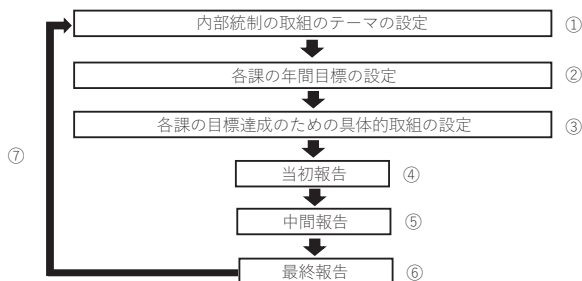 内部統制の取組のテーマの設定 ①
各課の年間目標の設定 ②
各課の目標達成のための具体的取組の設定 ③
⑦
当初報告 ④
中間報告 ⑤
最終報告 ⑥